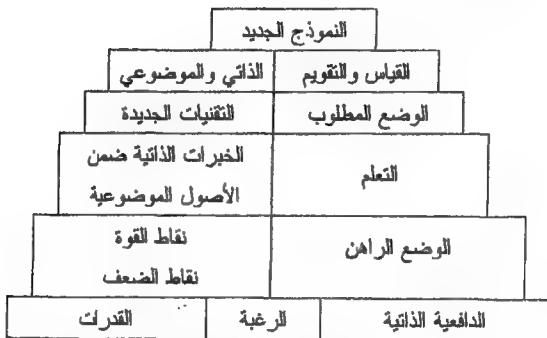 النموذج الجديد
القياس والتقويم
الذاتي والموضوعي
الوضع المطلوب
التقنيات الجديدة
التعلم
الخبرات الذاتية ضمن
الأصول الموضوعية
الوضع الراهن
نقاط القوة
نقاط الضعف
الدافعية الذاتية
الرغبة
القدرات